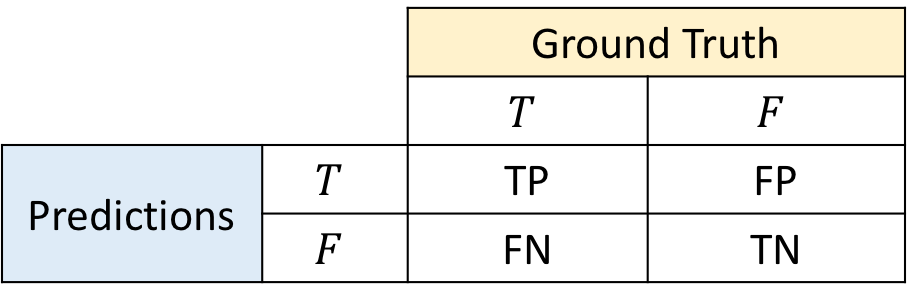 Ground Truth
T F
T TP FP
Predictions
F FN TN